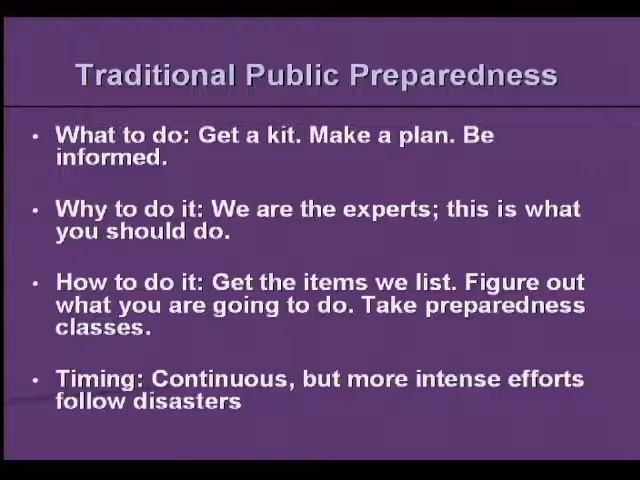 Traditional Public Preparedness
• What to do: Get a kit. Make a plan. Be
informed.
• Why to do it: We are the experts; this is what
you should do.
• How to do it: Get the items we list. Figure out
what you are going to do. Take preparedness
classes.
• Timing: Continuous, but more intense efforts
follow disasters